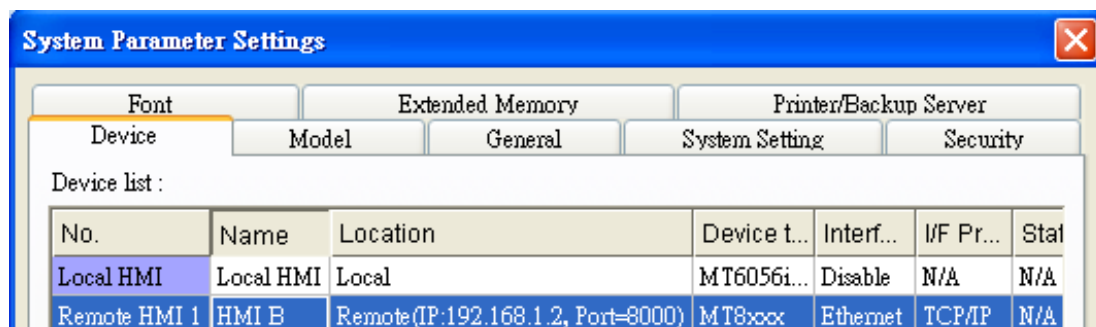 System Parameter Settings
Font Extended Memory Printer/Backup Server
Device Model General System Setting Security
Device list :
No. Name Location Device t... Interf... I/F Pr... Stat
Local HMI Local HMI Local MT6056i... Disable N/A N/A
Remote HMI 1 HMI B Remote(IP:192.168.1.2, Port=8000) MT8xxx Ethernet TCP/IP N/A